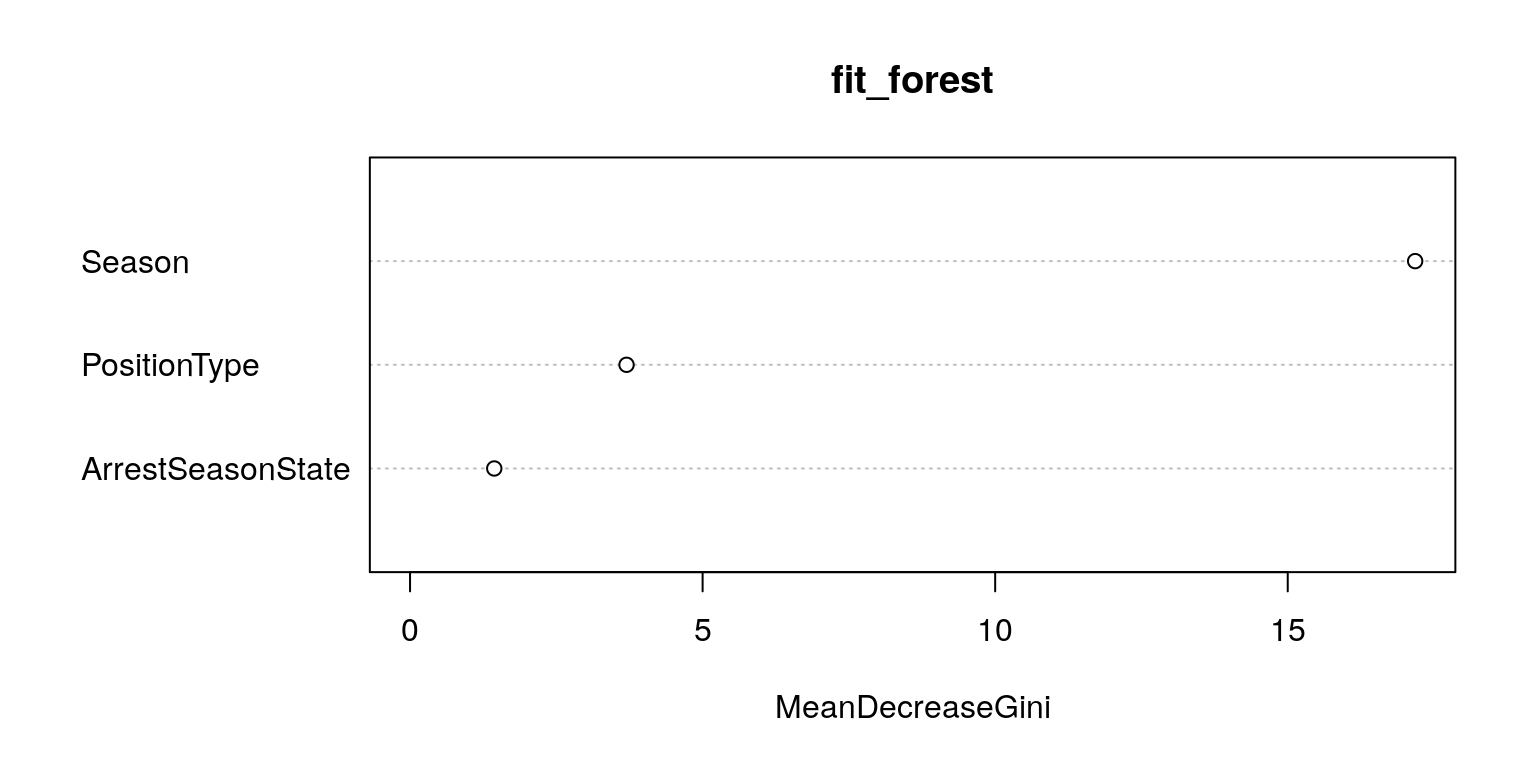 fit_forest
Season
PositionType
ArrestSeasonState
0 5 10 15
MeanDecreaseGini